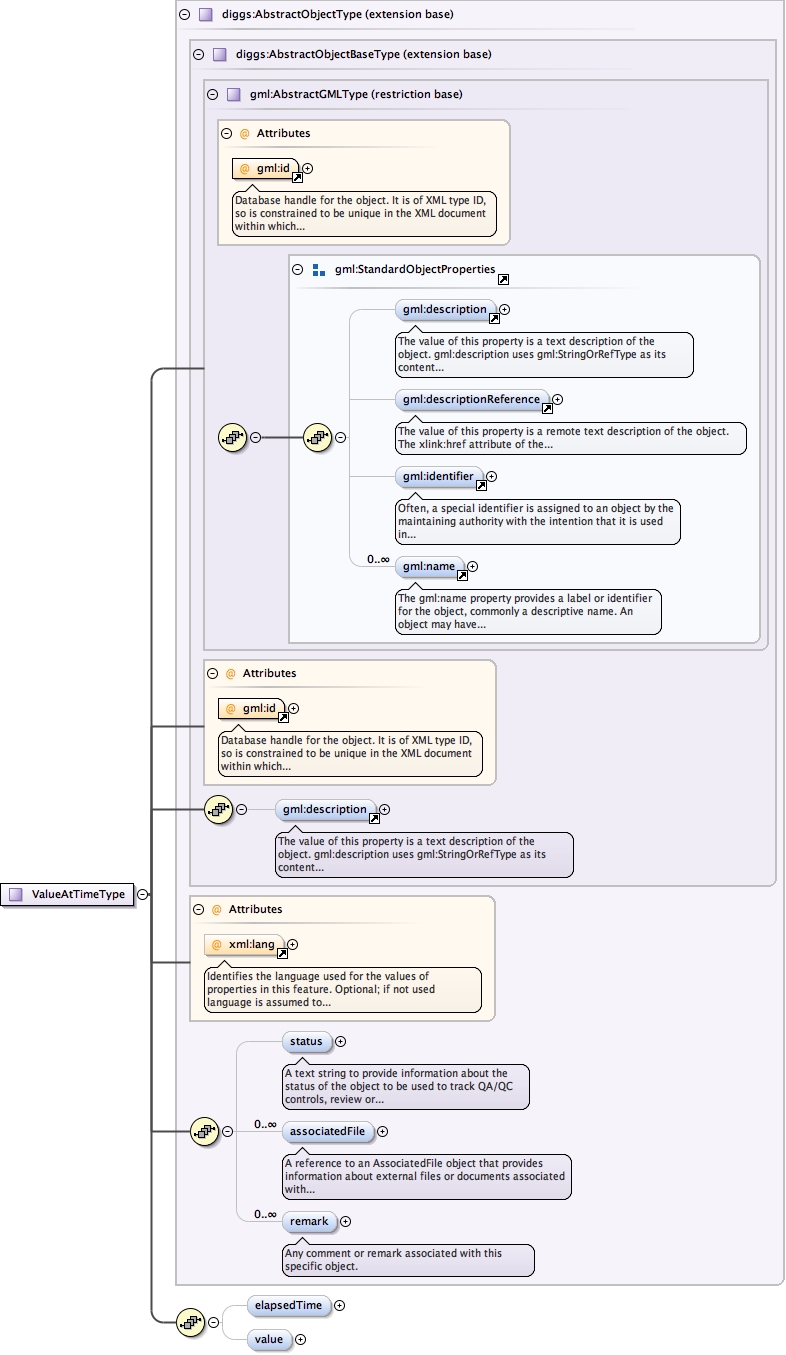 diggs:AbstractObjectType (extension base)
diggs:AbstractObjectBaseType (extension base)
gml:AbstractGMLType (restriction base)
@ Attributes
@ gml:id
Database handle for the object. It is of XML type ID,
so is constrained to be unique in the XML document
within which...
gml:StandardObjectProperties
gml:description
The value of this property is a text description of the
object. gml:description uses gml:StringOrRefType as its
content...
gml:descriptionReference
The value of this property is a remote text description of the object.
The xlink:href attribute of the...
gml:identifier
Often, a special identifier is assigned to an object by the
maintaining authority with the intention that it is used
in...
0..∞
gml:name
The gml:name property provides a label or identifier
for the object, commonly a descriptive name. An
object may have...
@ Attributes
@ gml:id
Database handle for the object. It is of XML type ID,
so is constrained to be unique in the XML document
within which...
gml:description
The value of this property is a text description of the
object. gml:description uses gml:StringOrRefType as its
content...
ValueAtTimeType
@ Attributes
@ xml:lang
Identifies the language used for the values of
properties in this feature. Optional; if not used
language is assumed to...
status
A text string to provide information about the
status of the object to be used to track QA/QC
controls, review or...
0..∞
associatedFile
A reference to an AssociatedFile object that provides
information about external files or documents associated
with...
0..∞
remark
Any comment or remark associated with this
specific object.
elapsedTime
value